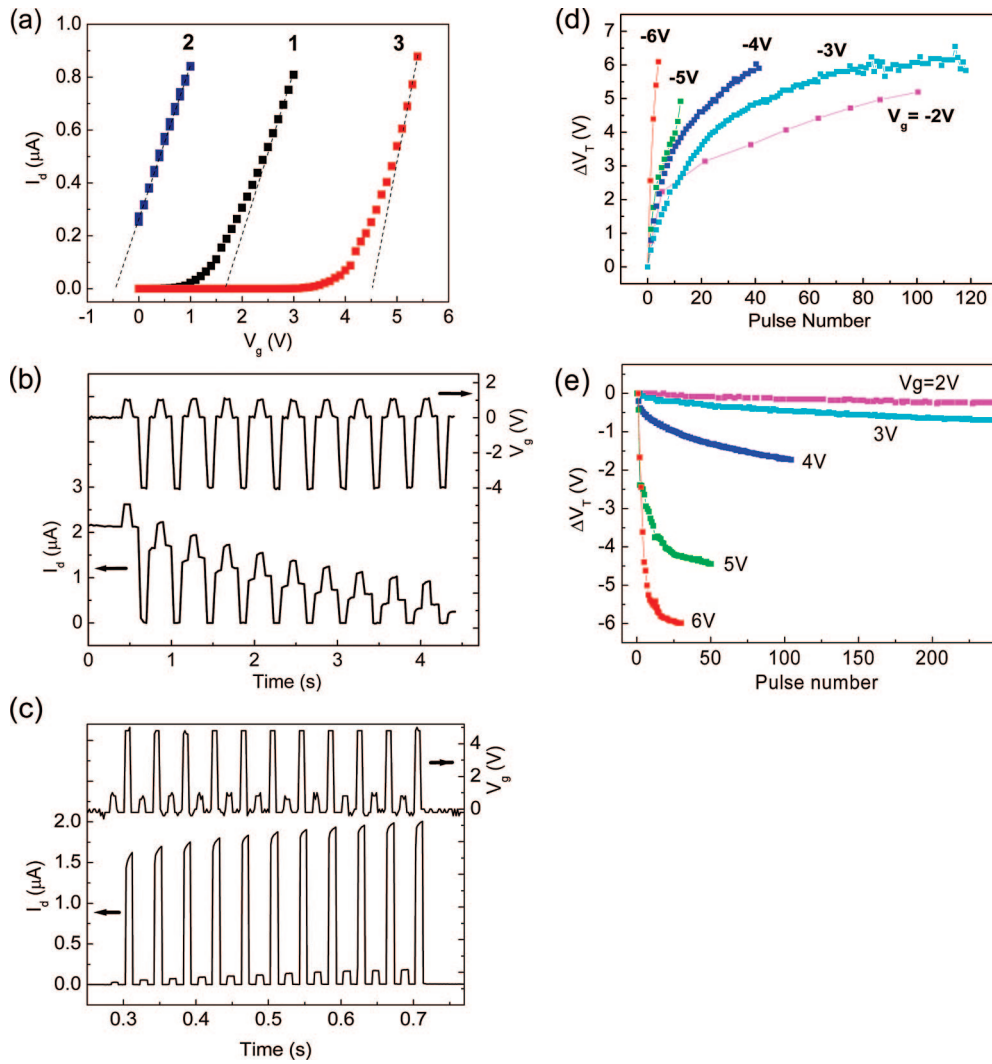 (a)
1.0
0.8
0.6
0.4
0.2
0.0
I_d (μA)
2
1
3
-1 0 1 2 3 4 5 6
V_g (V)
(b)
2
0
-2
-4
V_g (V)
3
2
1
0
I_d (μA)
0 1 2 3 4
Time (s)
(c)
4
2
0
V_g (V)
2.0
1.5
1.0
0.5
0.0
I_d (μA)
0.3 0.4 0.5 0.6 0.7
Time (s)
(d)
7
6
5
4
3
2
1
0
ΔV_T (V)
-6V
-5V
-4V
-3V
V_g = -2V
0 20 40 60 80 100 120
Pulse Number
(e)
0
-1
-2
-3
-4
-5
-6
ΔV_T (V)
Vg=2V
3V
4V
5V
6V
0 50 100 150 200
Pulse number